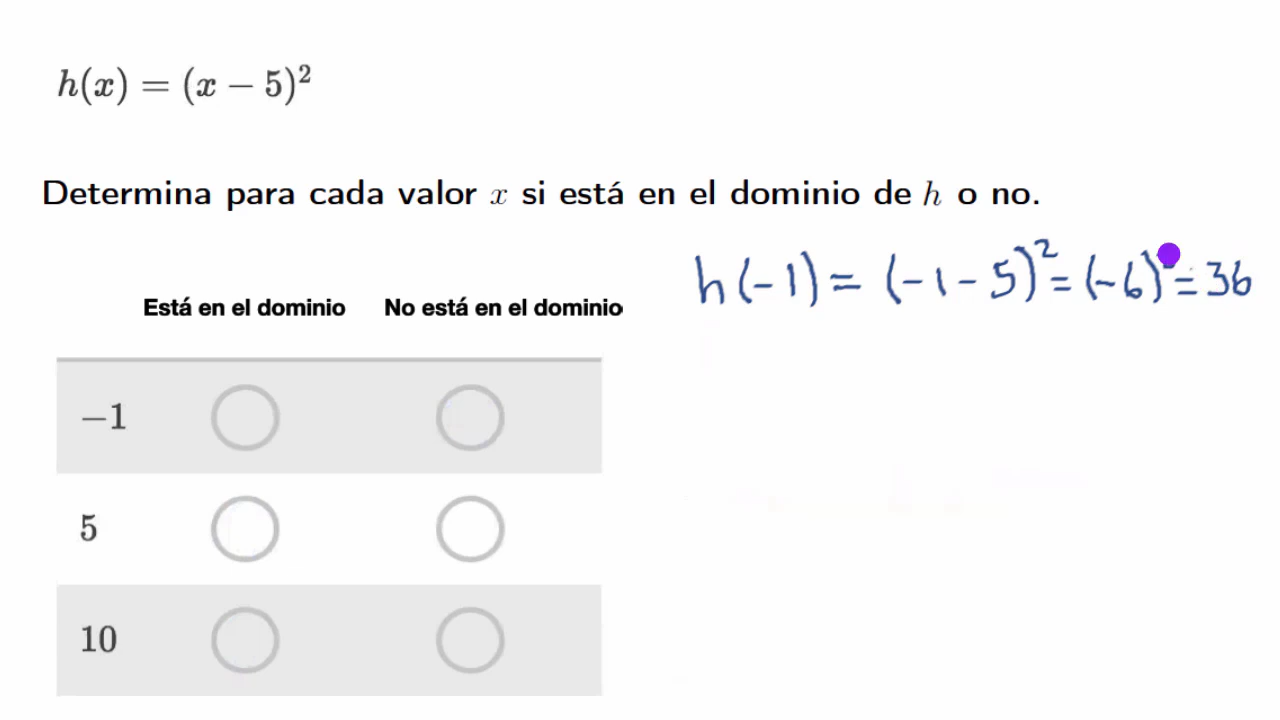 h(x) = (x − 5)²
Determina para cada valor x si está en el dominio de h o no.
h(-1) = (-1-5)² = (-6)² = 36
Está en el dominio No está en el dominio
−1
5
10